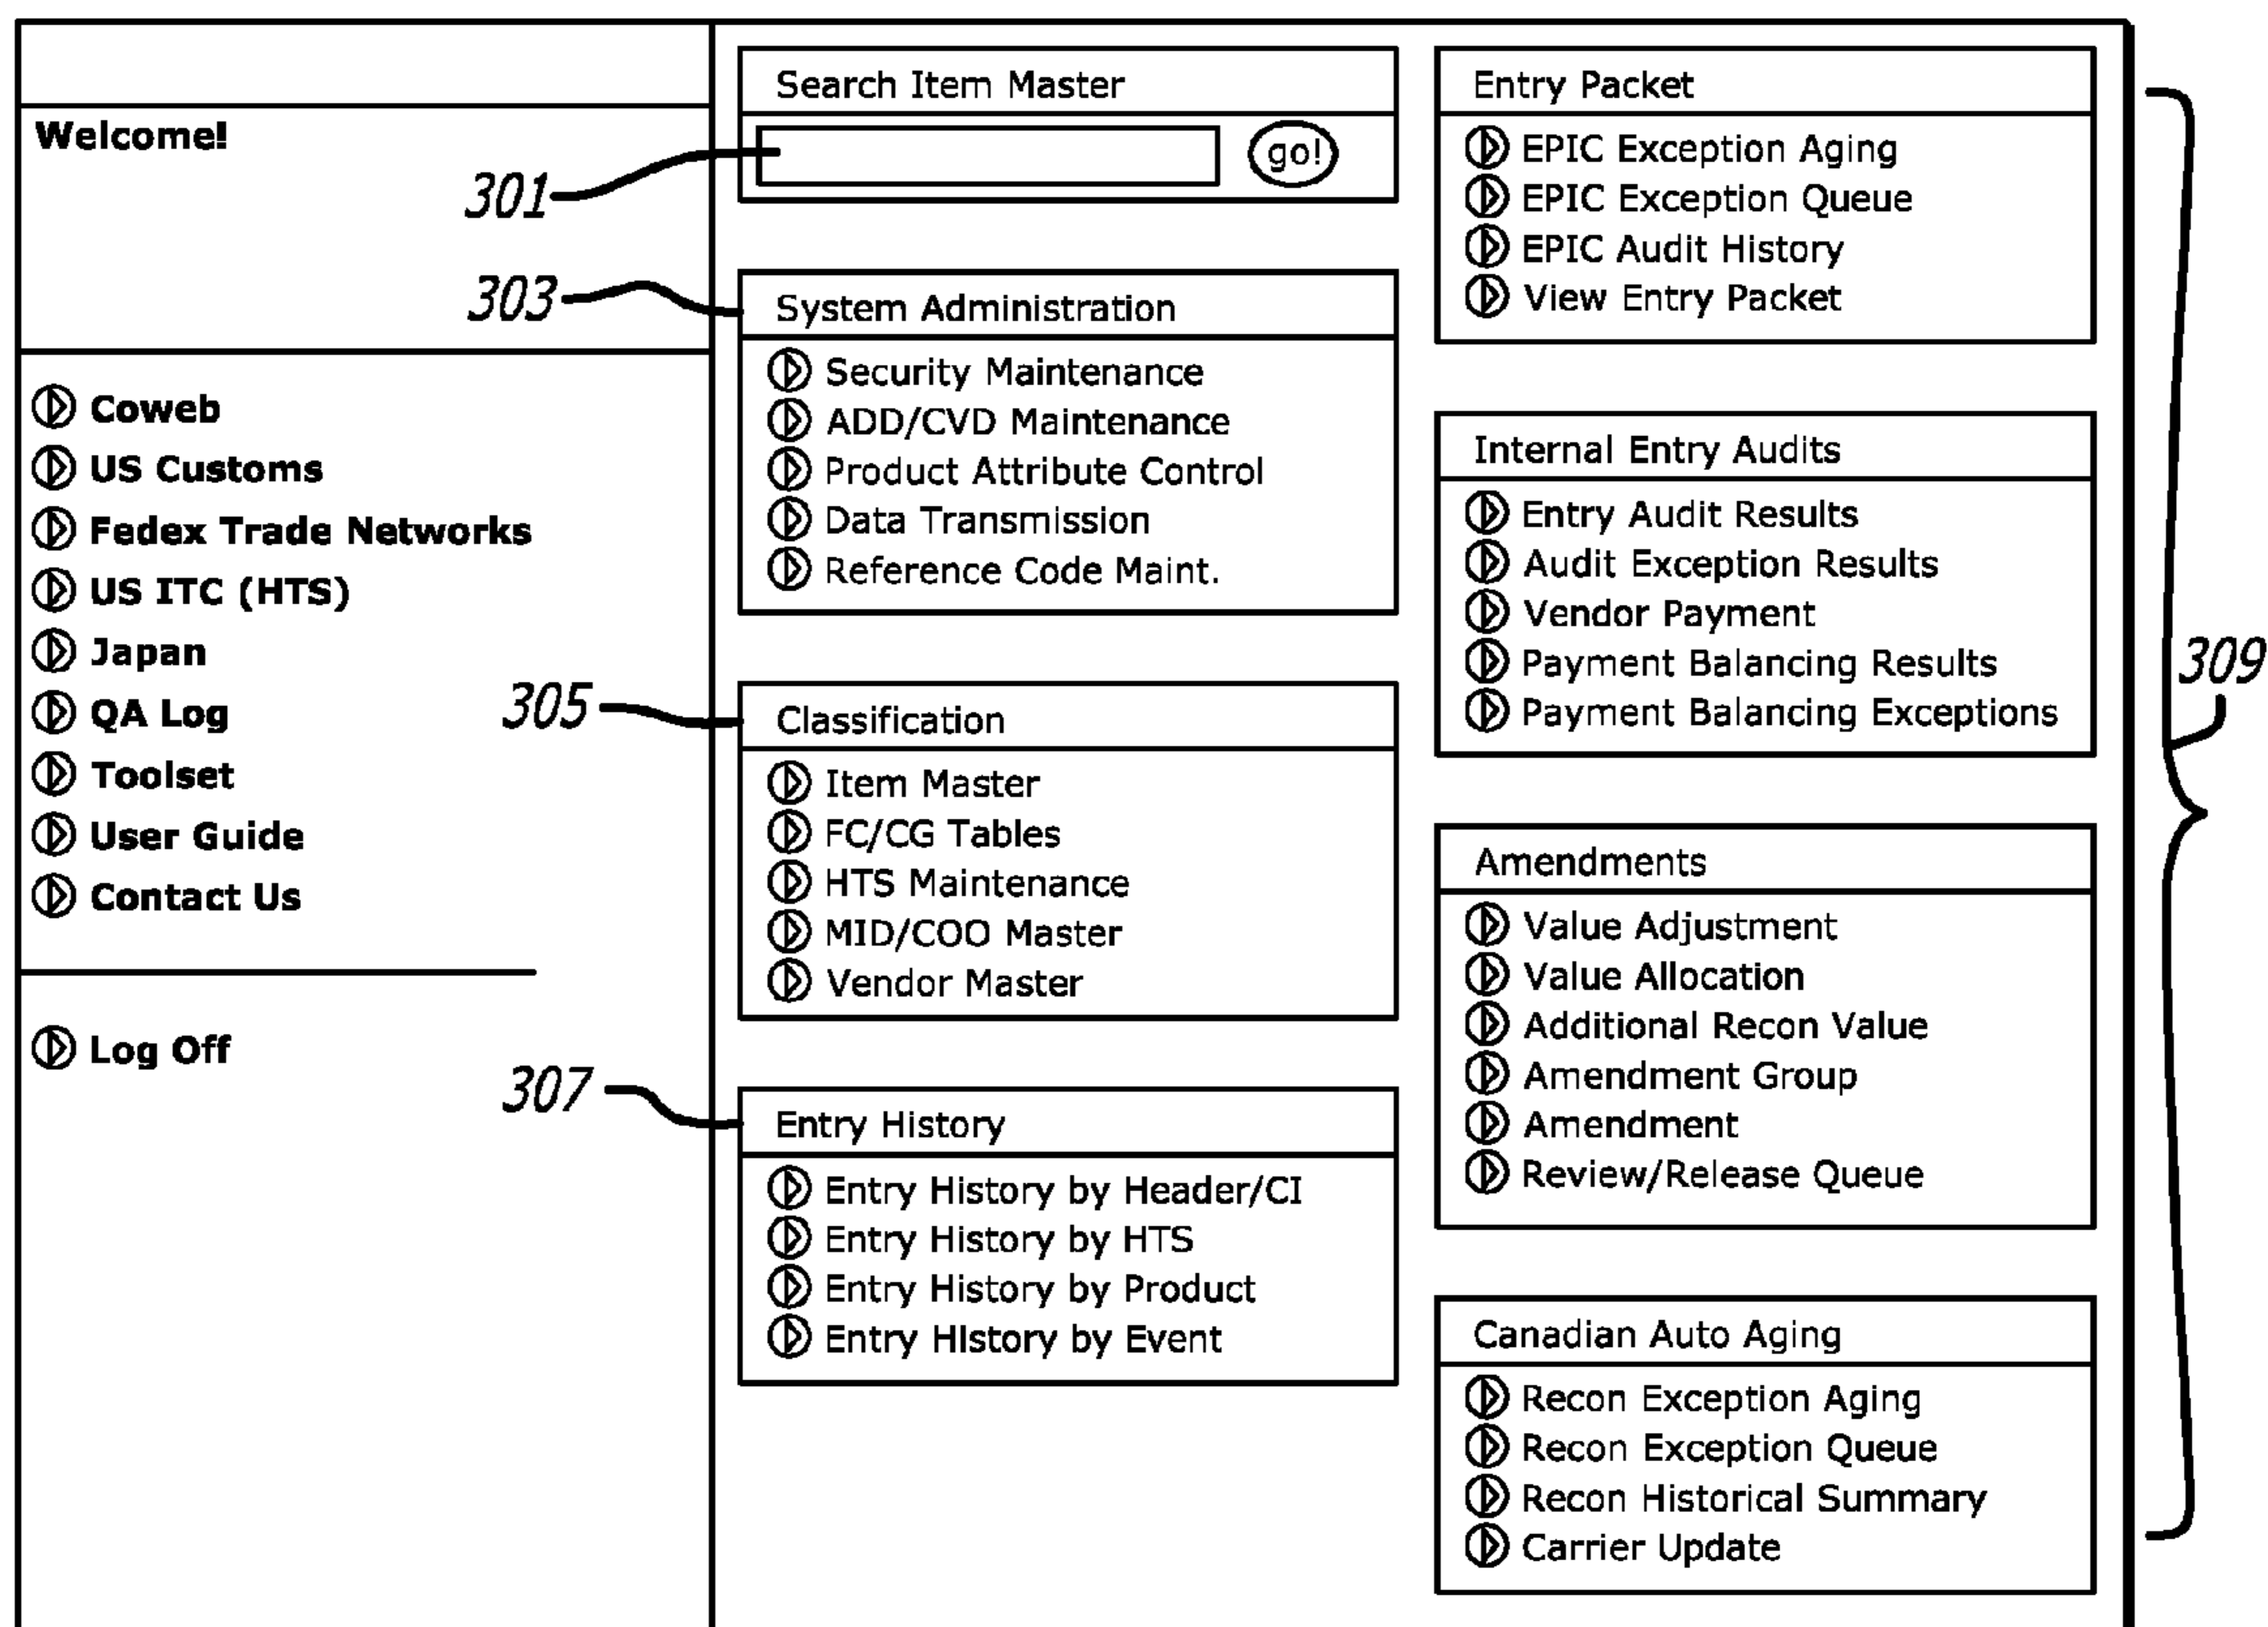 Welcome!
Coweb
US Customs
Fedex Trade Networks
US ITC (HTS)
Japan
QA Log
Toolset
User Guide
Contact Us
Log Off
301
303
305
307
Search Item Master
go!
System Administration
Security Maintenance
ADD/CVD Maintenance
Product Attribute Control
Data Transmission
Reference Code Maint.
Classification
Item Master
FC/CG Tables
HTS Maintenance
MID/COO Master
Vendor Master
Entry History
Entry History by Header/CI
Entry History by HTS
Entry History by Product
Entry HIstory by Event
Entry Packet
EPIC Exception Aging
EPIC Exception Queue
EPIC Audit History
View Entry Packet
Internal Entry Audits
Entry Audit Results
Audit Exception Results
Vendor Payment
Payment Balancing Results
Payment Balancing Exceptions
Amendments
Value Adjustment
Value Allocation
Additional Recon Value
Amendment Group
Amendment
Review/Release Queue
Canadian Auto Aging
Recon Exception Aging
Recon Exception Queue
Recon Historical Summary
Carrier Update
309